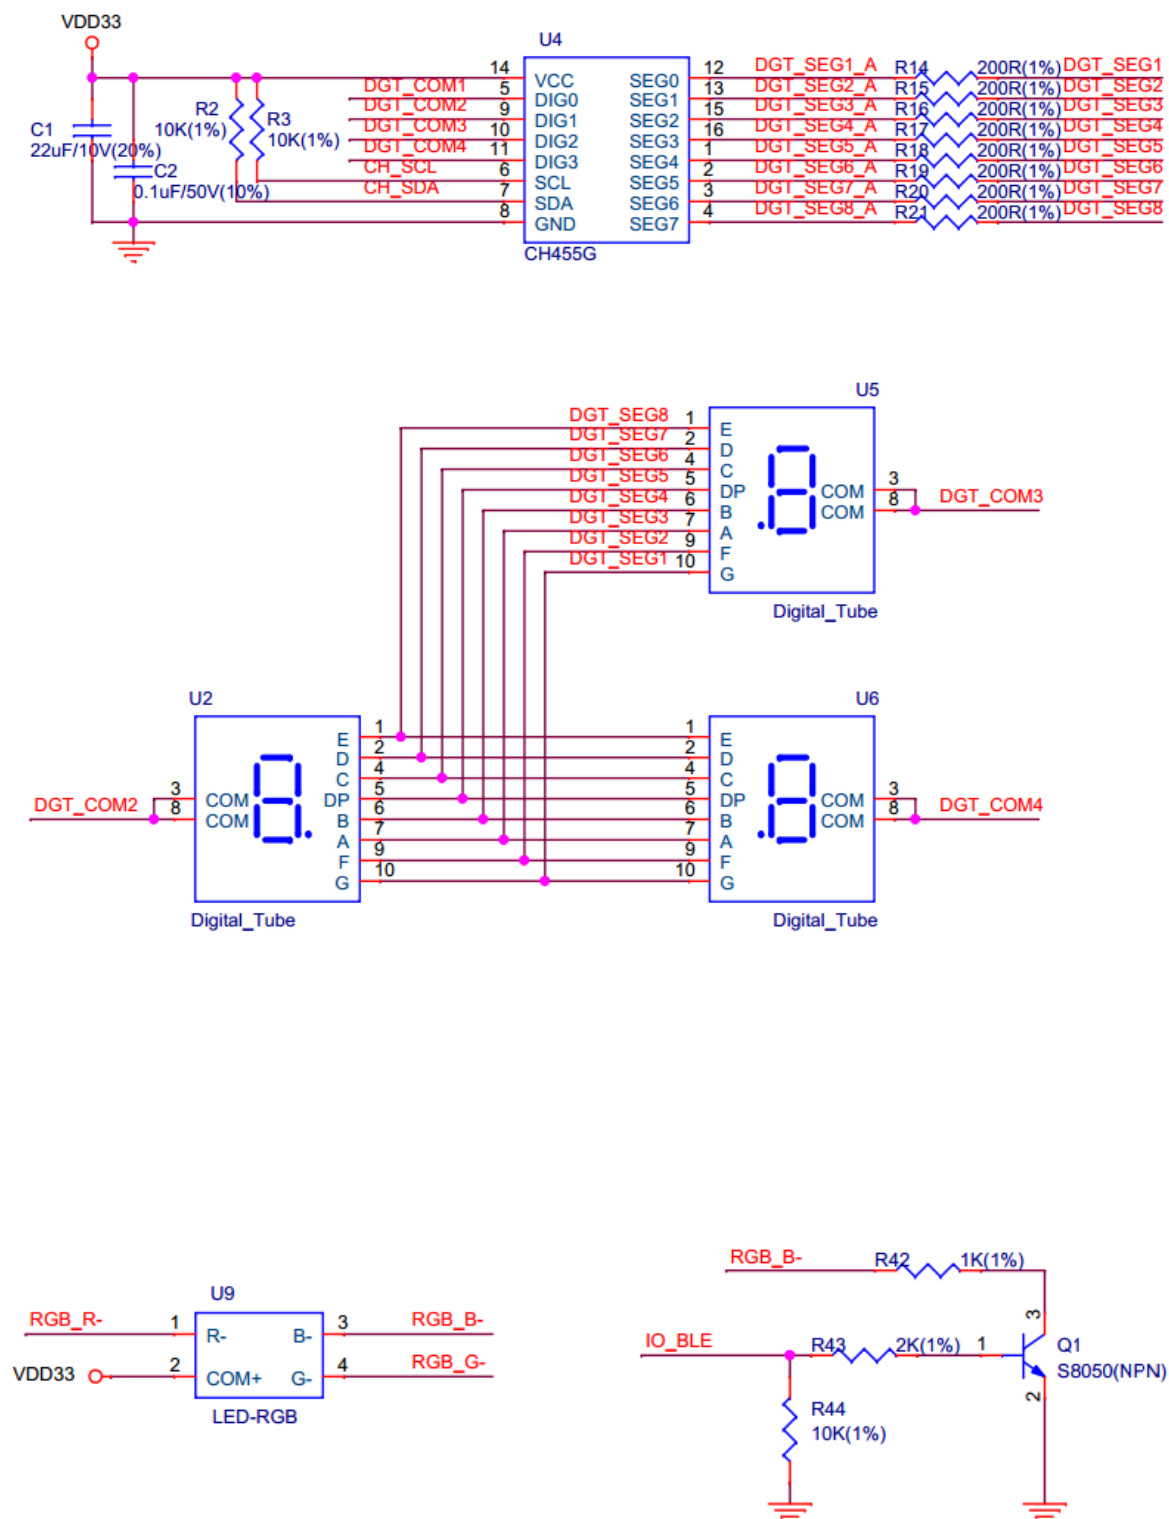 VDD33
U4
14 VCC SEG0 12 DGT_SEG1_A R14 200R(1%) DGT_SEG1
DGT_COM1 5 DIG0 SEG1 13 DGT_SEG2_A R15 200R(1%) DGT_SEG2
DGT_COM2 9 DIG1 SEG2 15 DGT_SEG3_A R16 200R(1%) DGT_SEG3
DGT_COM3 10 DIG2 SEG3 16 DGT_SEG4_A R17 200R(1%) DGT_SEG4
DGT_COM4 11 DIG3 SEG4 1 DGT_SEG5_A R18 200R(1%) DGT_SEG5
CH_SCL 6 SCL SEG5 2 DGT_SEG6_A R19 200R(1%) DGT_SEG6
CH_SDA 7 SDA SEG6 3 DGT_SEG7_A R20 200R(1%) DGT_SEG7
8 GND SEG7 4 DGT_SEG8_A R21 200R(1%) DGT_SEG8
CH455G
R2
10K(1%)
R3
10K(1%)
C1
22uF/10V(20%)
C2
0.1uF/50V(10%)
U5
DGT_SEG8 1 E
DGT_SEG7 2 D
DGT_SEG6 4 C
DGT_SEG5 5 DP COM 3
DGT_SEG4 6 B COM 8 DGT_COM3
DGT_SEG3 7 A
DGT_SEG2 9 F
DGT_SEG1 10 G
Digital_Tube
U2
E 1
D 2
C 4
3 COM DP 5
DGT_COM2 8 COM B 6
A 7
F 9
G 10
Digital_Tube
U6
1 E
2 D
4 C
5 DP COM 3
6 B COM 8 DGT_COM4
7 A
9 F
10 G
Digital_Tube
U9
RGB_R- 1 R- B- 3 RGB_B-
VDD33 2 COM+ G- 4 RGB_G-
LED-RGB
RGB_B- R42 1K(1%)
3
IO_BLE R43 2K(1%) 1 Q1
S8050(NPN)
2
R44
10K(1%)